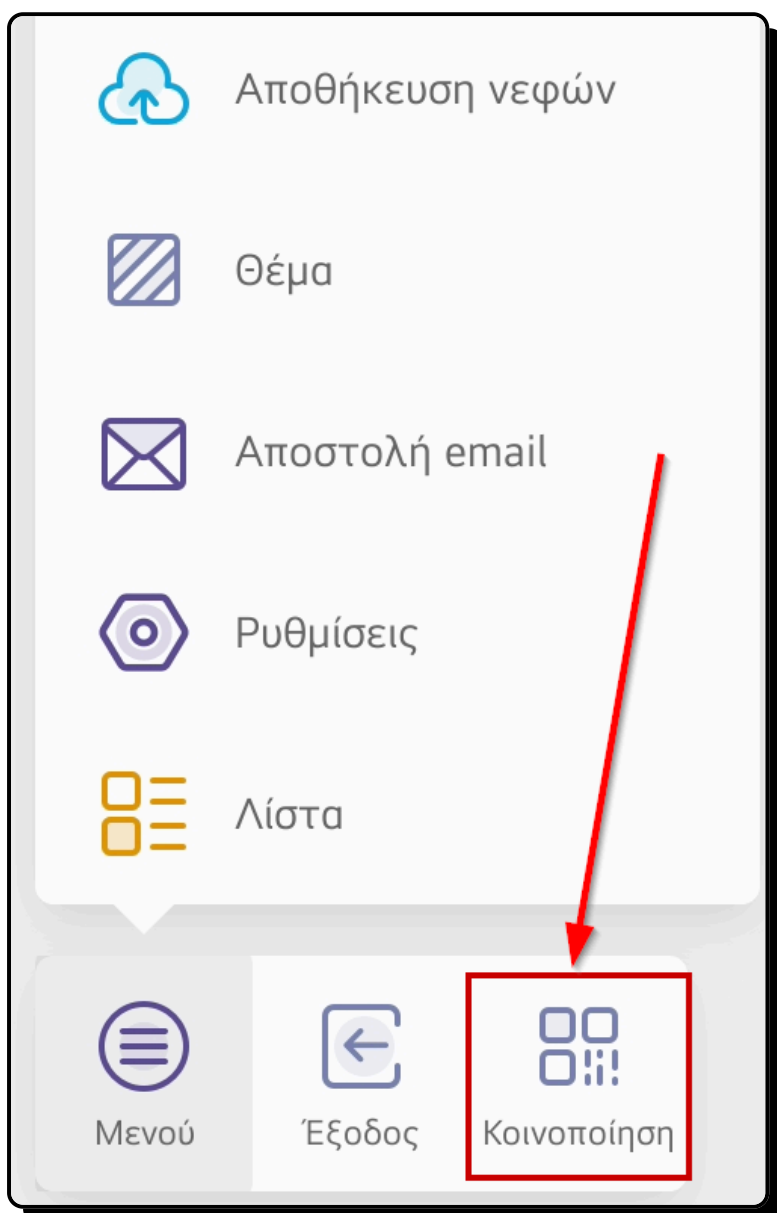 Αποθήκευση νεφών
Θέμα
Αποστολή email
Ρυθμίσεις
Λίστα
Μενού
Έξοδος
Κοινοποίηση